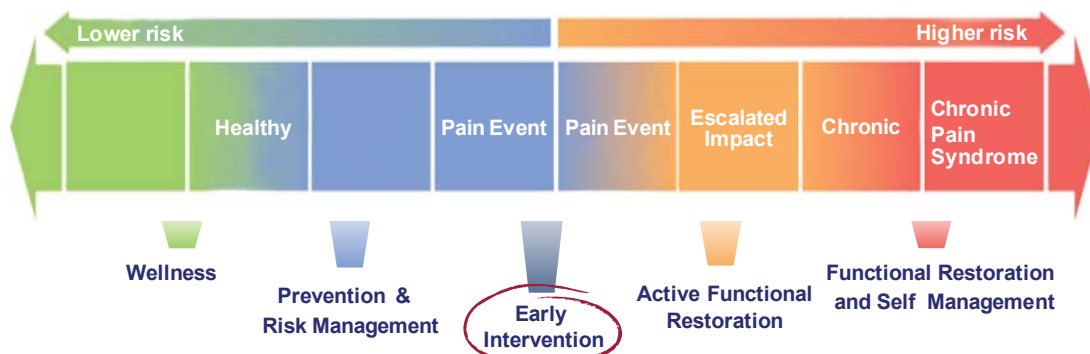 Lower risk
Higher risk
Healthy
Pain Event
Pain Event
Escalated
Impact
Chronic
Chronic
Pain
Syndrome
Wellness
Prevention &
Risk Management
Early
Intervention
Active Functional
Restoration
Functional Restoration
and Self Management